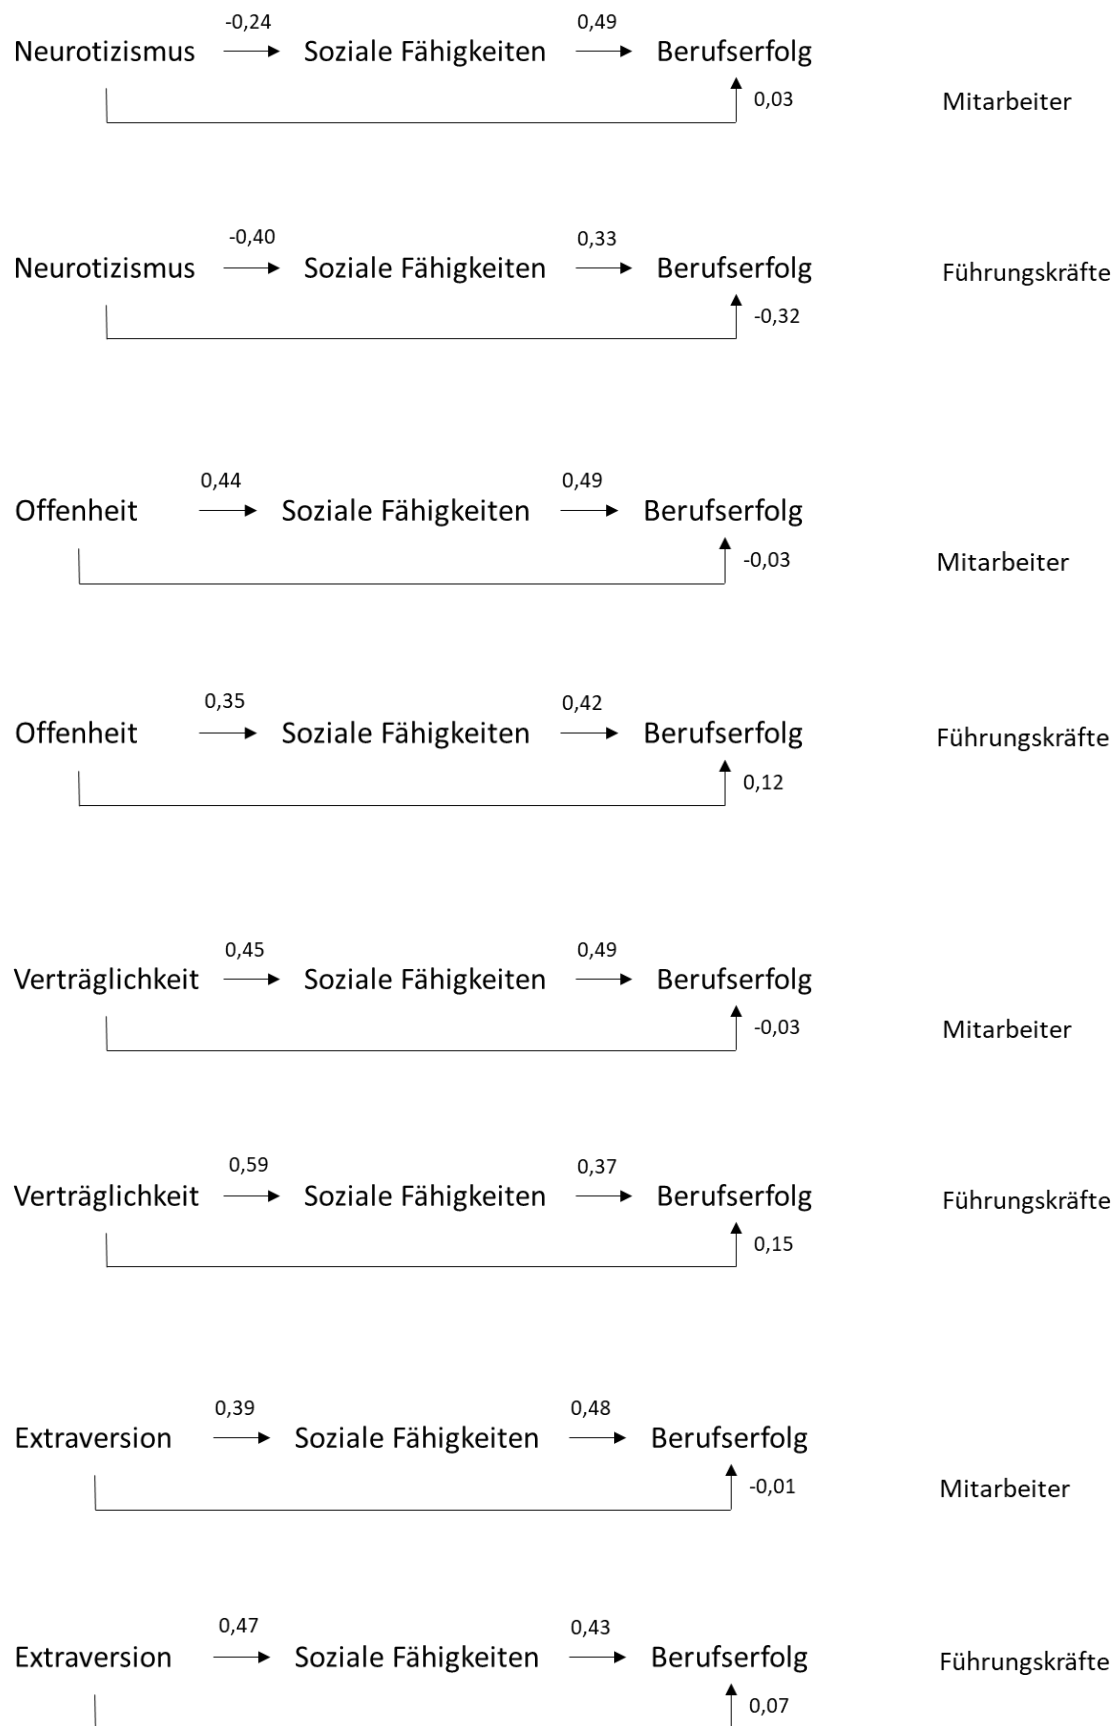 -0,24 0,49
Neurotizismus Soziale Fähigkeiten Berufserfolg
0,03 Mitarbeiter
-0,40 0,33
Neurotizismus Soziale Fähigkeiten Berufserfolg Führungskräfte
-0,32
0,44 0,49
Offenheit Soziale Fähigkeiten Berufserfolg
-0,03 Mitarbeiter
0,35 0,42
Offenheit Soziale Fähigkeiten Berufserfolg Führungskräfte
0,12
0,45 0,49
Verträglichkeit Soziale Fähigkeiten Berufserfolg
-0,03 Mitarbeiter
0,59 0,37
Verträglichkeit Soziale Fähigkeiten Berufserfolg Führungskräfte
0,15
0,39 0,48
Extraversion Soziale Fähigkeiten Berufserfolg
-0,01 Mitarbeiter
0,47 0,43
Extraversion Soziale Fähigkeiten Berufserfolg Führungskräfte
0,07